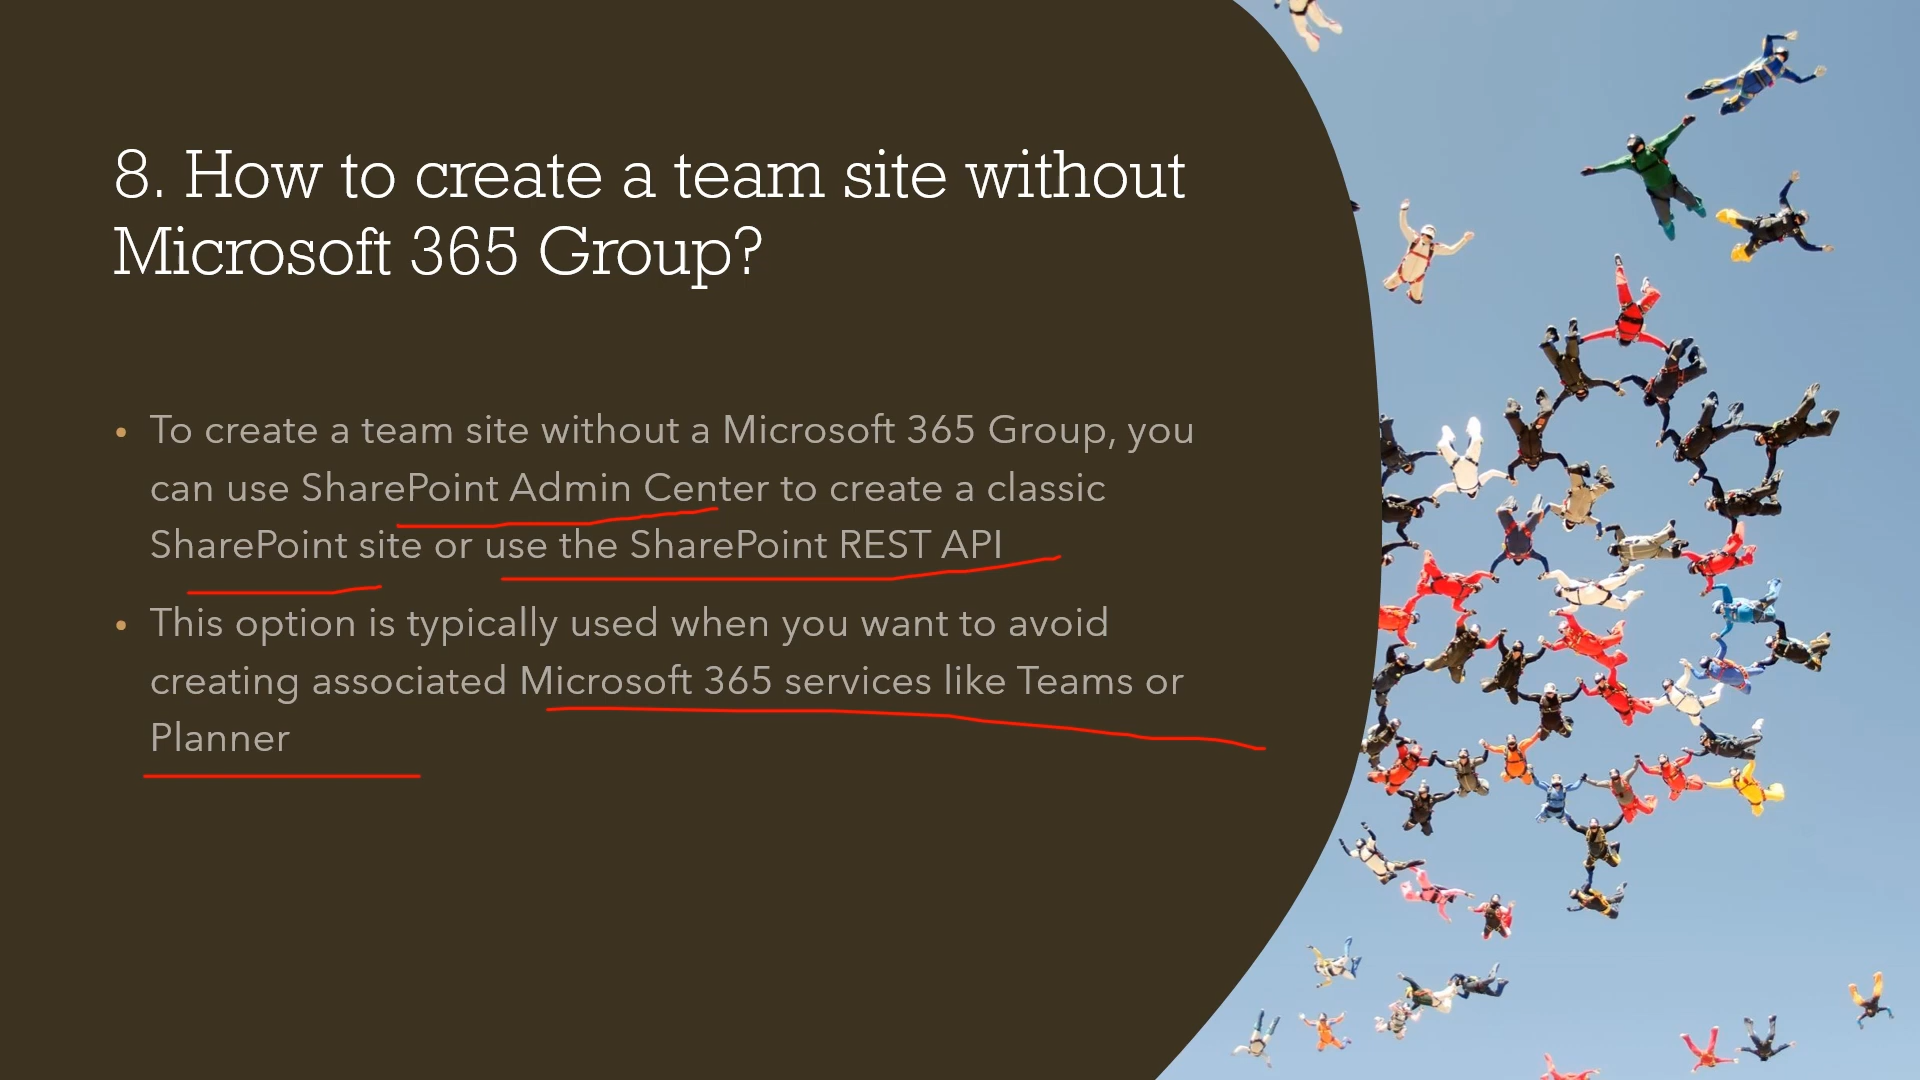 8. How to create a team site without
Microsoft 365 Group?
• To create a team site without a Microsoft 365 Group, you
can use SharePoint Admin Center to create a classic
SharePoint site or use the SharePoint REST API
• This option is typically used when you want to avoid
creating associated Microsoft 365 services like Teams or
Planner